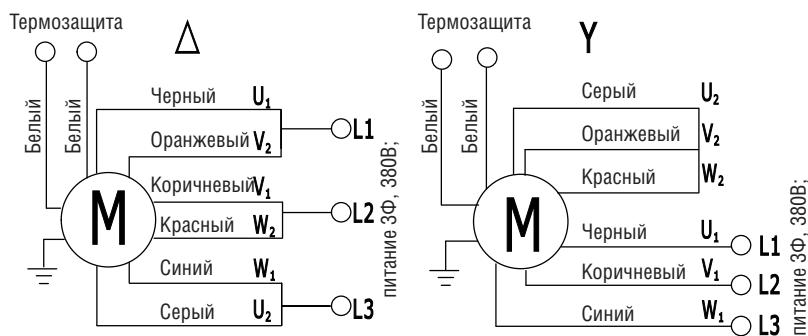 Термозащита
Δ
Белый
Белый
Черный U₁
Оранжевый V₂
L1
Коричневый V₁
Красный W₂
L2
Синий W₁
Серый U₂
L3
M
питание 3Ф, 380В;
Термозащита
Y
Белый
Белый
Серый U₂
Оранжевый V₂
Красный W₂
M
Черный U₁ L1
Коричневый V₁ L2
Синий W₁ L3
питание 3Ф, 380В;